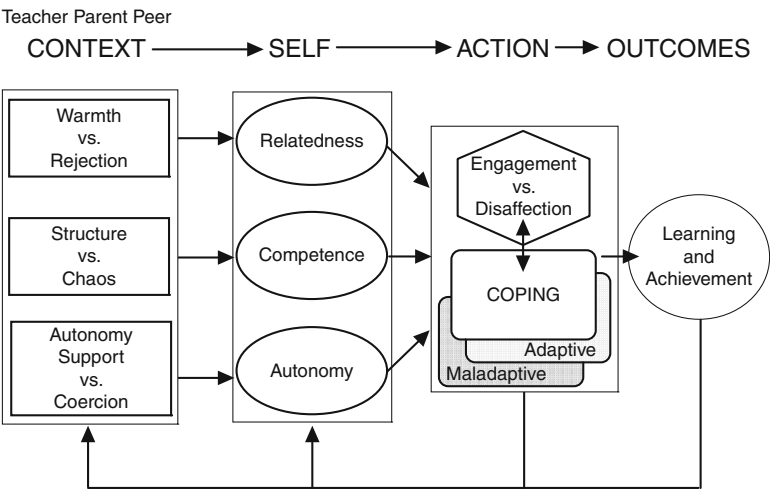 Teacher Parent Peer
CONTEXT SELF ACTION OUTCOMES
Warmth
vs.
Rejection
Relatedness
Engagement
vs.
Disaffection
Structure
vs.
Chaos
Competence
COPING
Adaptive
Maladaptive
Learning
and
Achievement
Autonomy
Support
vs.
Coercion
Autonomy